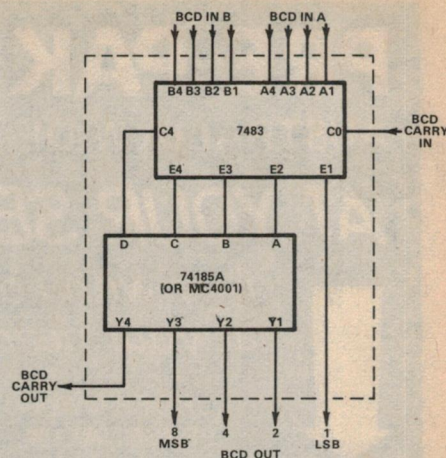 BCD IN B BCD IN A
B4 B3 B2 B1 A4 A3 A2 A1
C4 7483 C0
BCD
CARRY
IN
E4 E3 E2 E1
D C B A
74185A
(OR MC4001)
Y4 Y3 Y2 Y1
BCD
CARRY
OUT
8 4 2 1
MSB LSB
BCD OUT